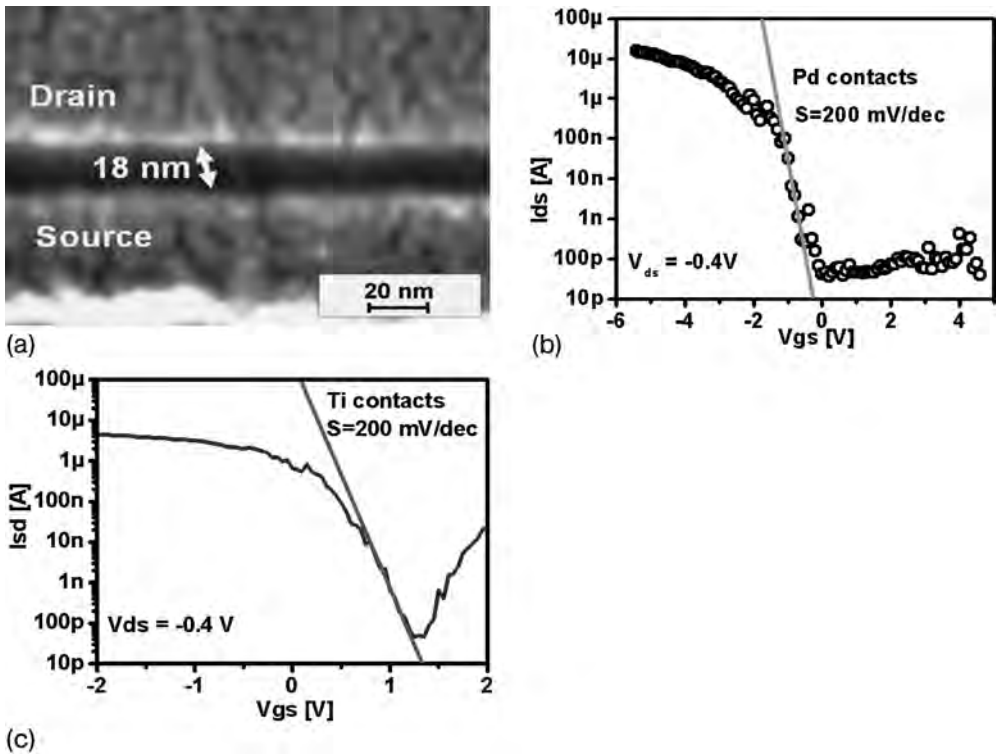 Drain
18 nm
Source
20 nm
(a)
100μ
10μ
1μ
100n
10n
1n
100p
10p
Ids [A]
Pd contacts
S=200 mV/dec
V ds = -0.4V
-6 -4 -2 0 2 4
Vgs [V]
(b)
100μ
10μ
1μ
100n
10n
1n
100p
10p
Isd [A]
Ti contacts
S=200 mV/dec
Vds = -0.4 V
-2 -1 0 1 2
Vgs [V]
(c)